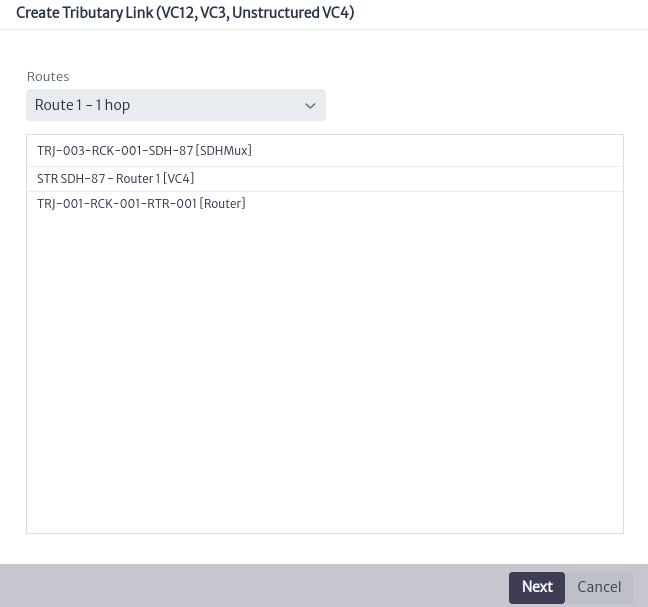 Create Tributary Link (VC12, VC3, Unstructured VC4)
Routes
Route 1 - 1 hop
TRJ-003-RCK-001-SDH-87 [SDHMux]
STR SDH-87 - Router 1 [VC4]
TRJ-001-RCK-001-RTR-001 [Router]
Next Cancel